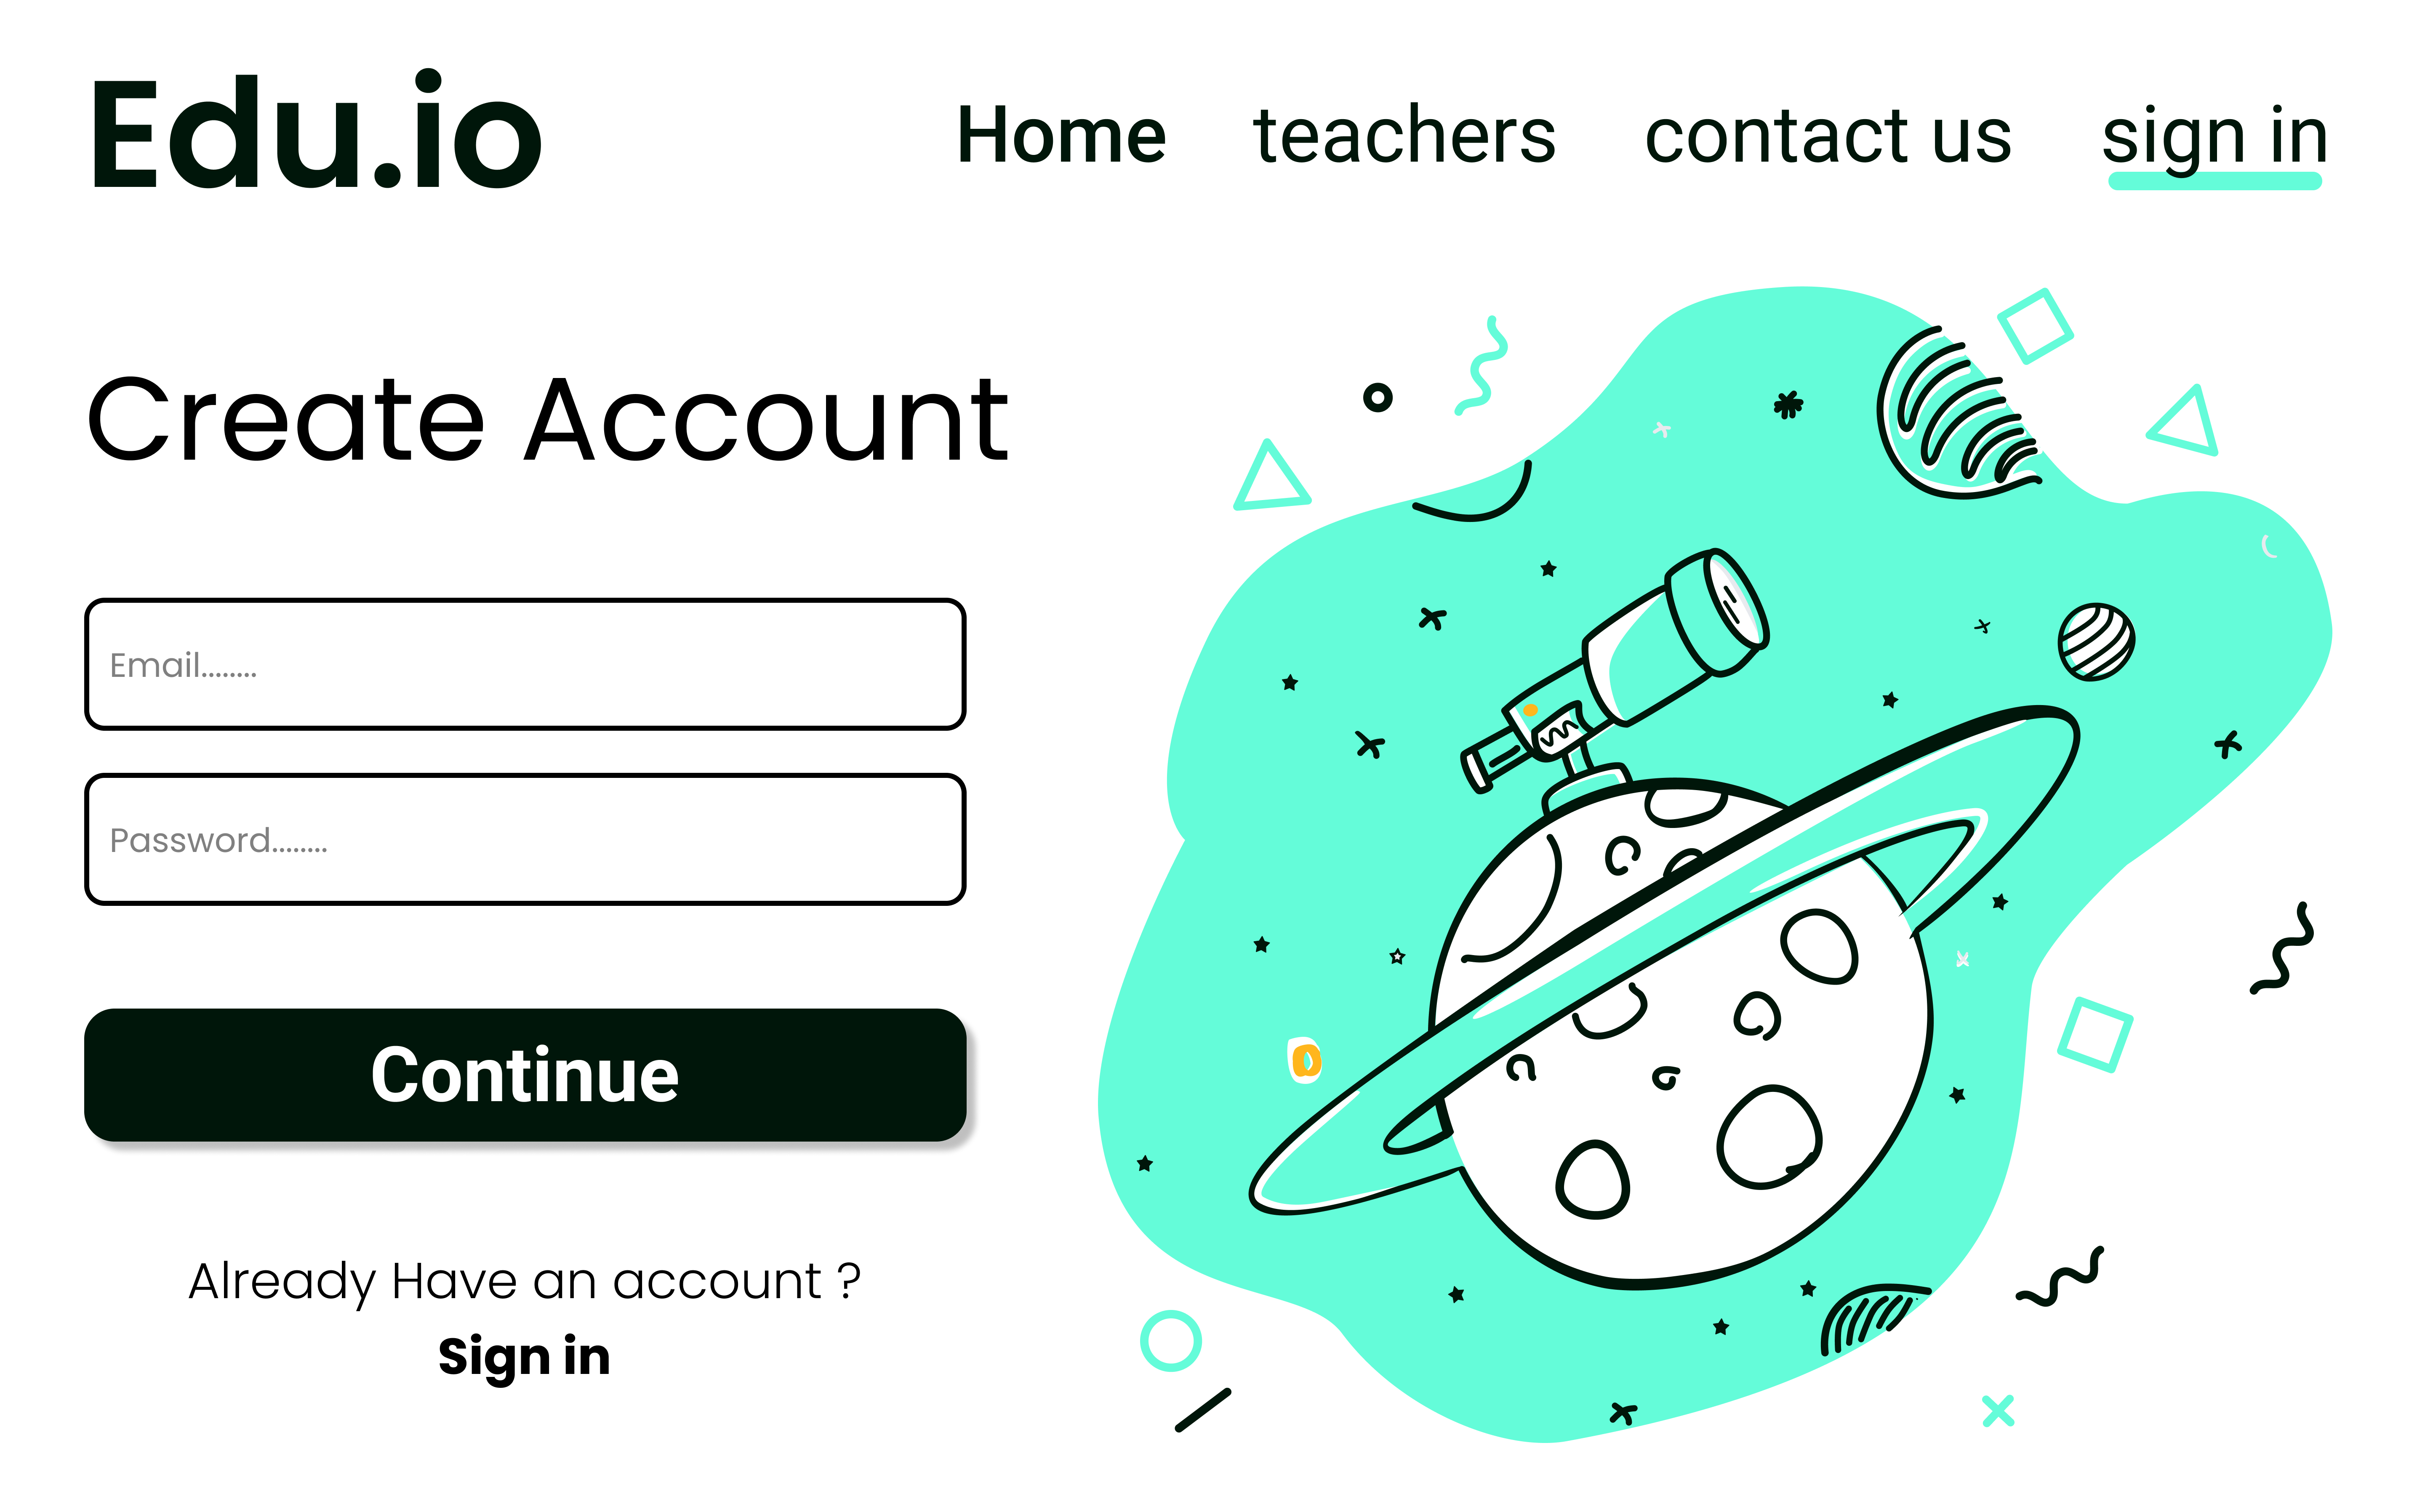 Edu.io
Home teachers contact us sign in
Create Account
Email........
Password........
Continue
Already Have an account ?
Sign in